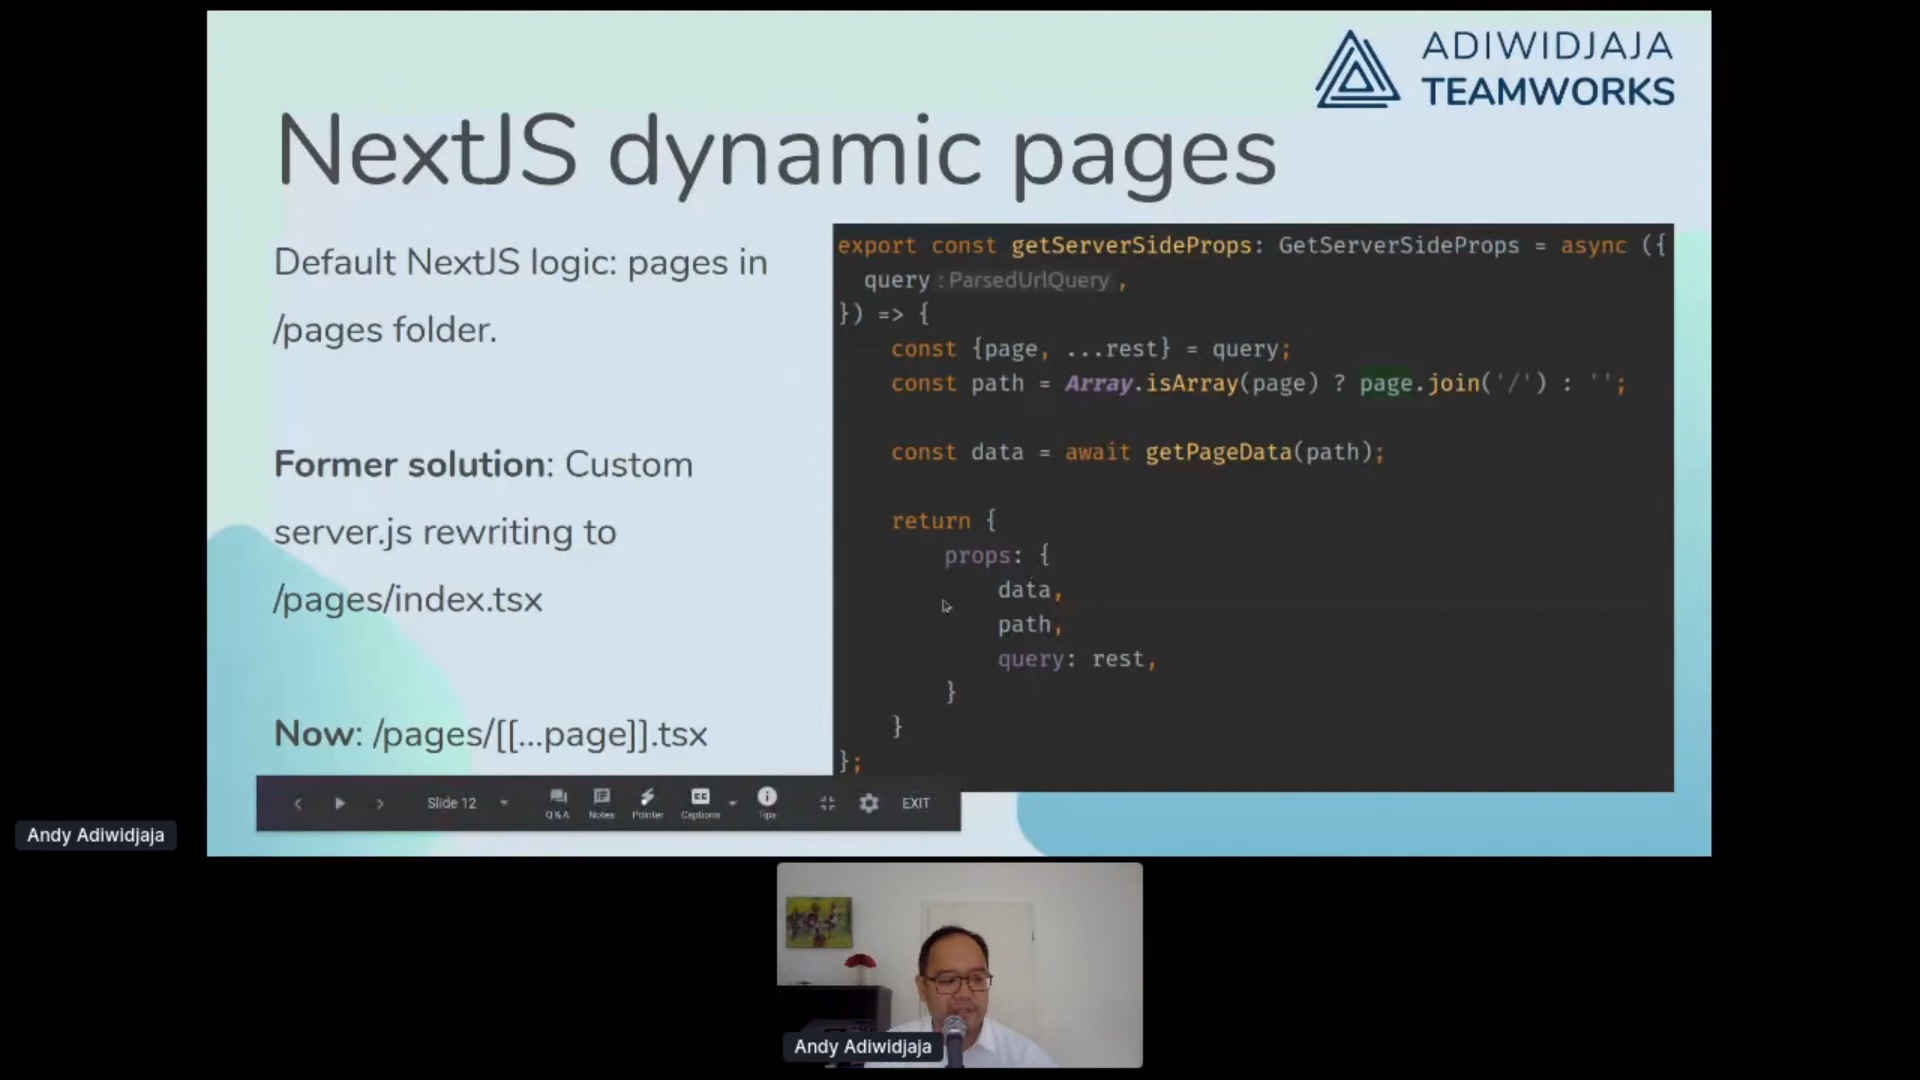 ADIWIDJAJA
TEAMWORKS
NextJS dynamic pages
Default NextJS logic: pages in
/pages folder.
Former solution: Custom
server.js rewriting to
/pages/index.tsx
Now: /pages/[[...page]].tsx
export const getServerSideProps: GetServerSideProps = async ({
query : ParsedUrlQuery ,
}) => {
const {page, ...rest} = query;
const path = Array.isArray(page) ? page.join('/') : '';
const data = await getPageData(path);
return {
props: {
data,
path,
query: rest,
}
}
};
Slide 12
Q&A
Notes
Pointer
Captions
Tips
EXIT
Andy Adiwidjaja
Andy Adiwidjaja